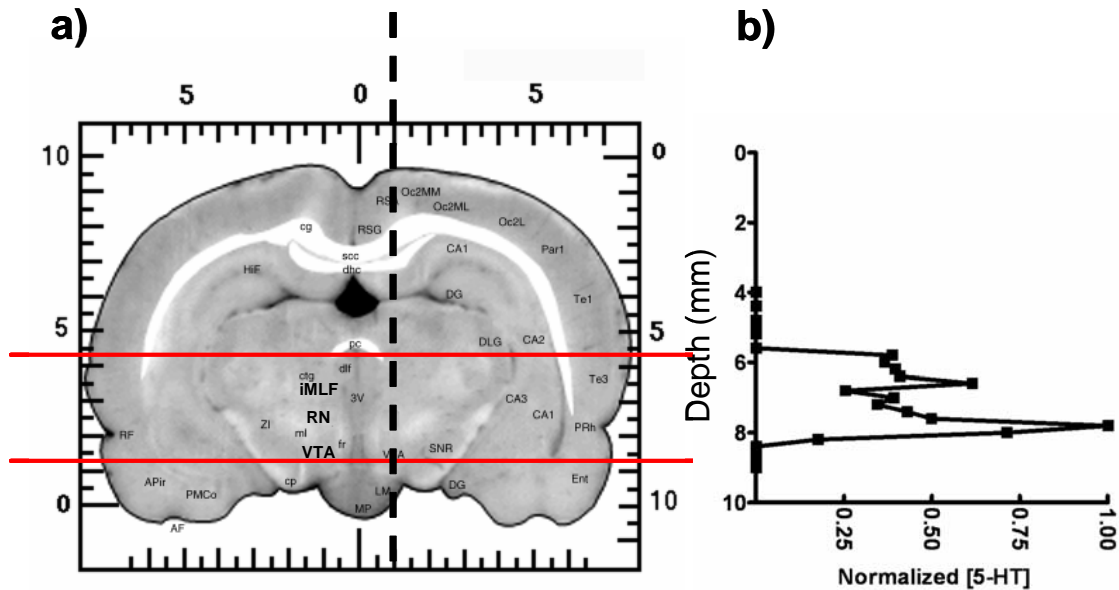 a)
b)
5 0 5
10 0
0
RSA Oc2MM
Oc2ML
Oc2L
2
cg RSG
CA1 Par1
scc
HiF dhc
4
DG Te1
5 5
pc DLG CA2
6
dlf
cfg Te3
iMLF
3V CA3
RN CA1
ZI PRh
RF ml
8
fr SNR
VTA VTA
APir cp DG Ent
PMCo LM
0 MP 10 10
AF
Depth (mm)
0.25 0.50 0.75 1.00
Normalized [5-HT]